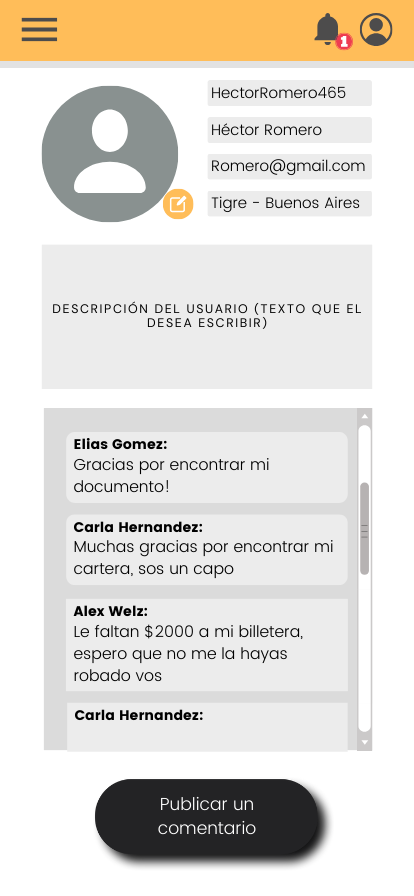 1
HectorRomero465
Héctor Romero
Romero@gmail.com
Tigre - Buenos Aires
DESCRIPCIÓN DEL USUARIO (TEXTO QUE EL
DESEA ESCRIBIR)
Elias Gomez:
Gracias por encontrar mi
documento!
Carla Hernandez:
Muchas gracias por encontrar mi
cartera, sos un capo
Alex Welz:
Le faltan $2000 a mi billetera,
espero que no me la hayas
robado vos
Carla Hernandez:
Publicar un
comentario